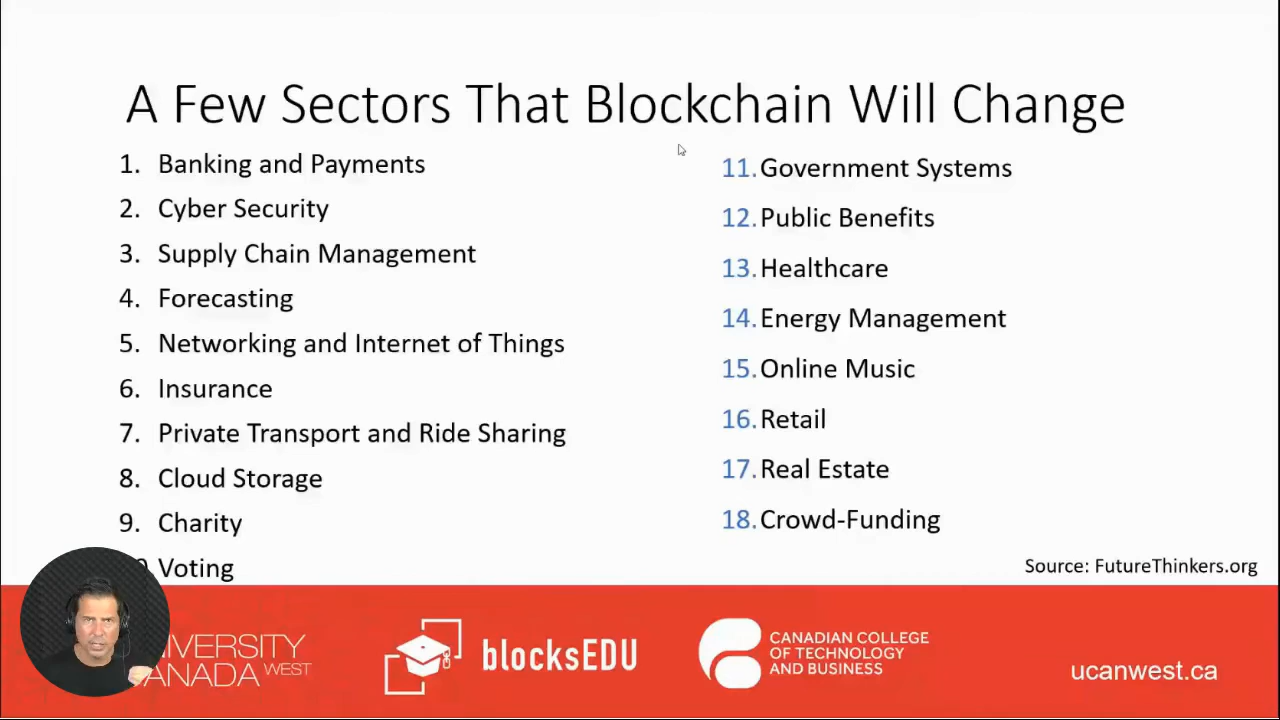 A Few Sectors That Blockchain Will Change
1. Banking and Payments
2. Cyber Security
3. Supply Chain Management
4. Forecasting
5. Networking and Internet of Things
6. Insurance
7. Private Transport and Ride Sharing
8. Cloud Storage
9. Charity
Voting
11. Government Systems
12. Public Benefits
13. Healthcare
14. Energy Management
15. Online Music
16. Retail
17. Real Estate
18. Crowd-Funding
Source: FutureThinkers.org
WEST
blocksEDU
CANADIAN COLLEGE
OF TECHNOLOGY
AND BUSINESS
ucanwest.ca